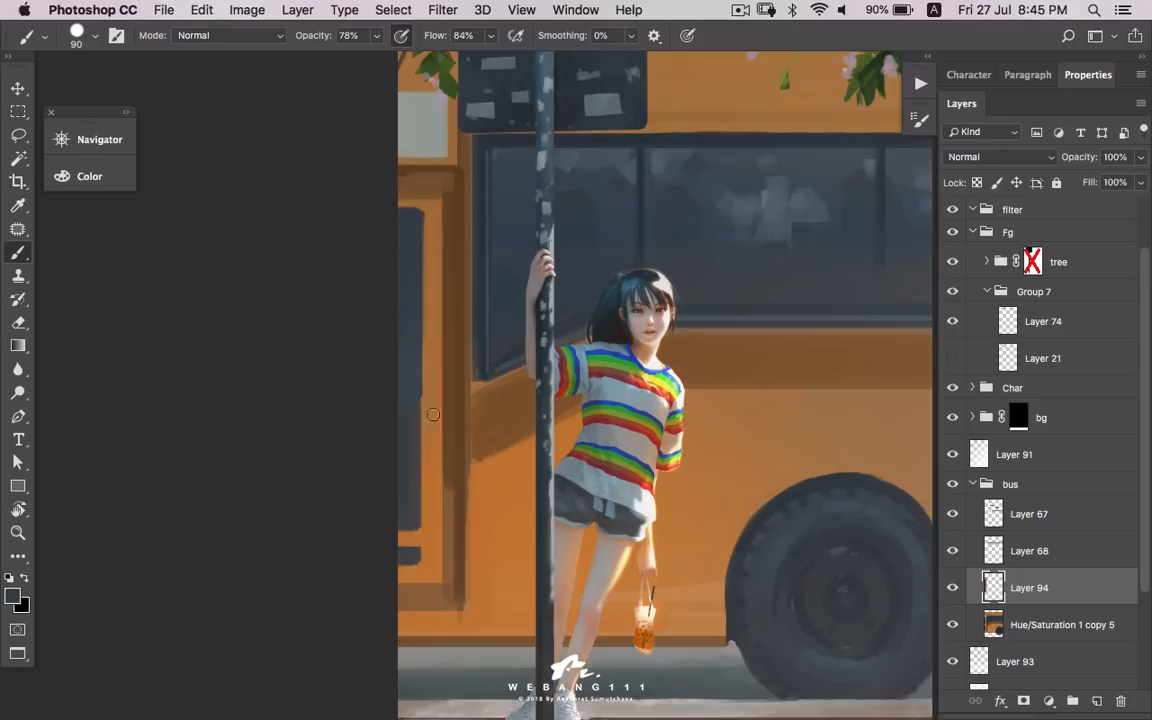 Photoshop CC File Edit Image Layer Type Select Filter 3D View Window Help 90% A Fri 27 Jul 8:45 PM
90 Mode: Normal Opacity: 78% Flow: 84% Smoothing: 0%
Navigator
Color
Character Paragraph Properties
Layers
Kind
Normal Opacity: 100%
Lock: Fill: 100%
filter
Fg
tree
Group 7
Layer 74
Layer 21
Char
bg
Layer 91
bus
Layer 67
Layer 68
Layer 94
Hue/Saturation 1 copy 5
Layer 93
WEBANG111